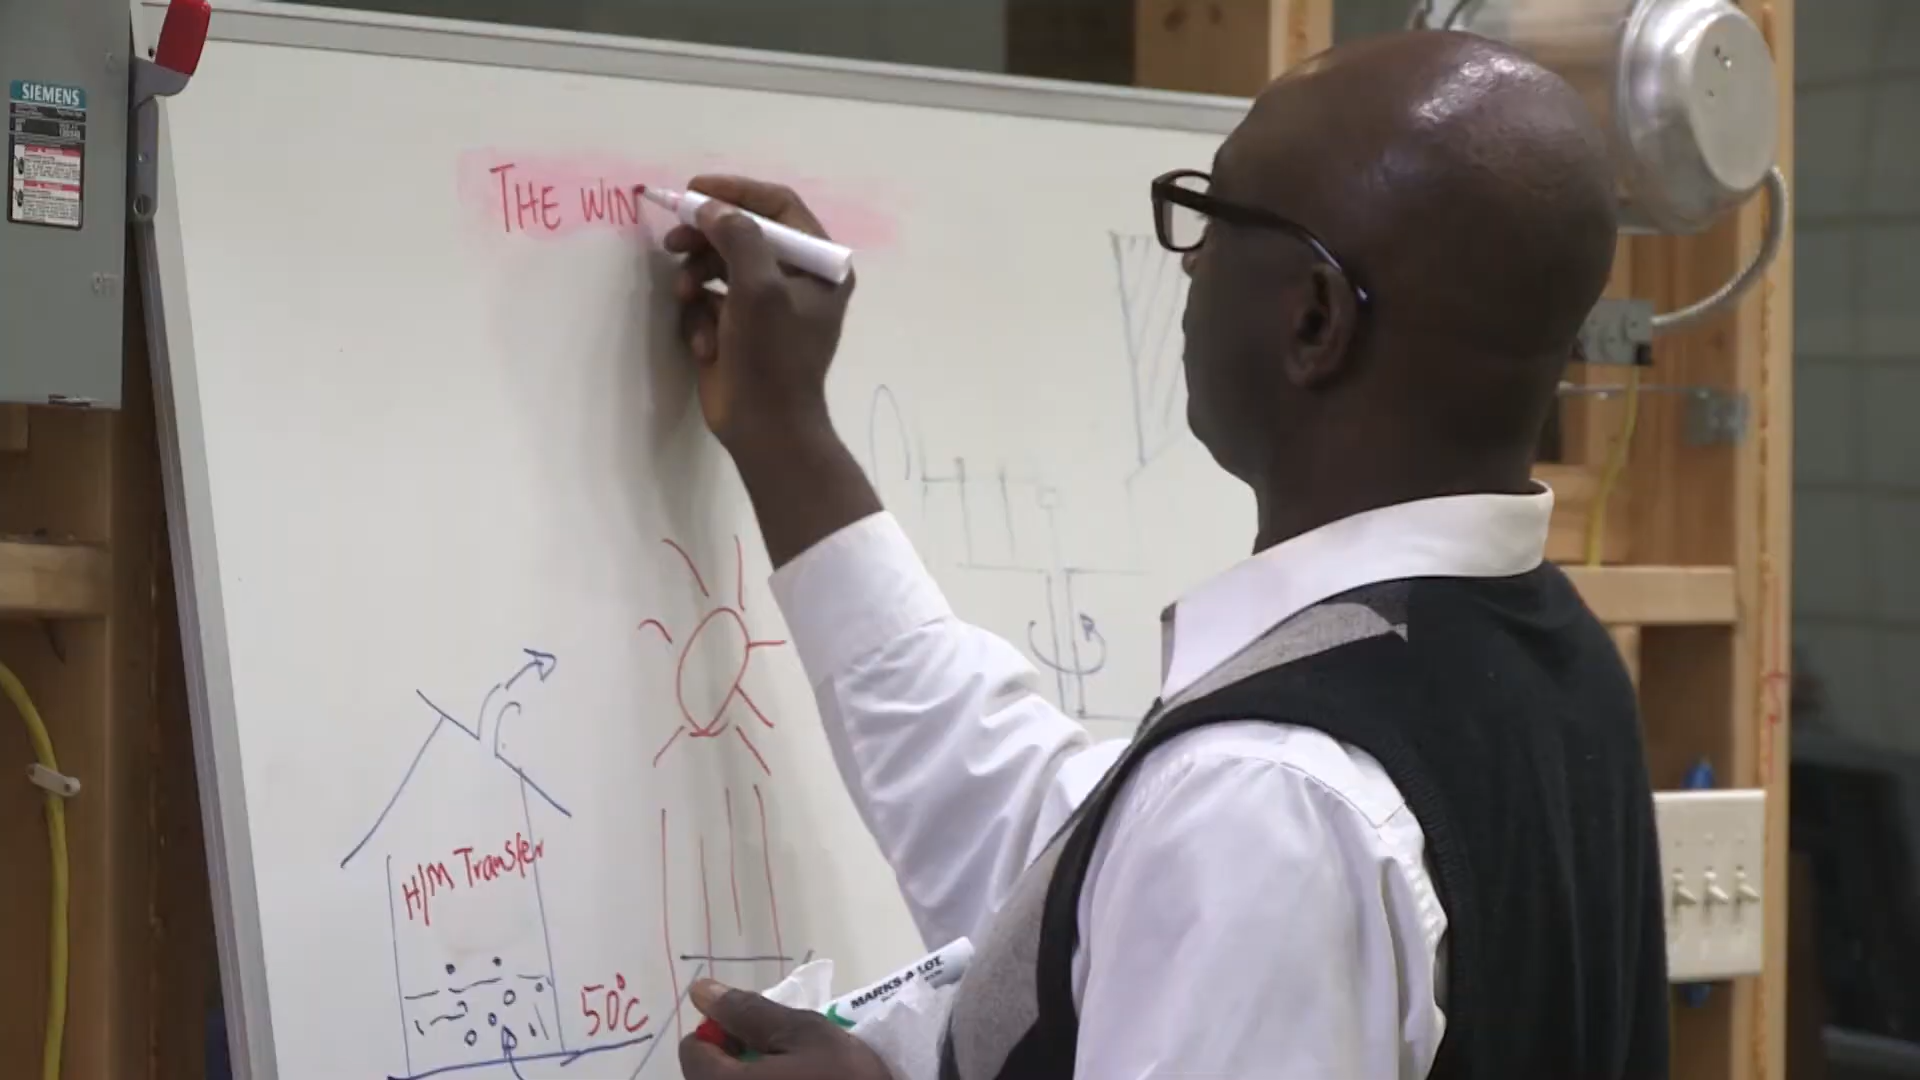 SIEMENS
THE WIN
B
H/M Transfer
50°C
MARKS-A-LOT